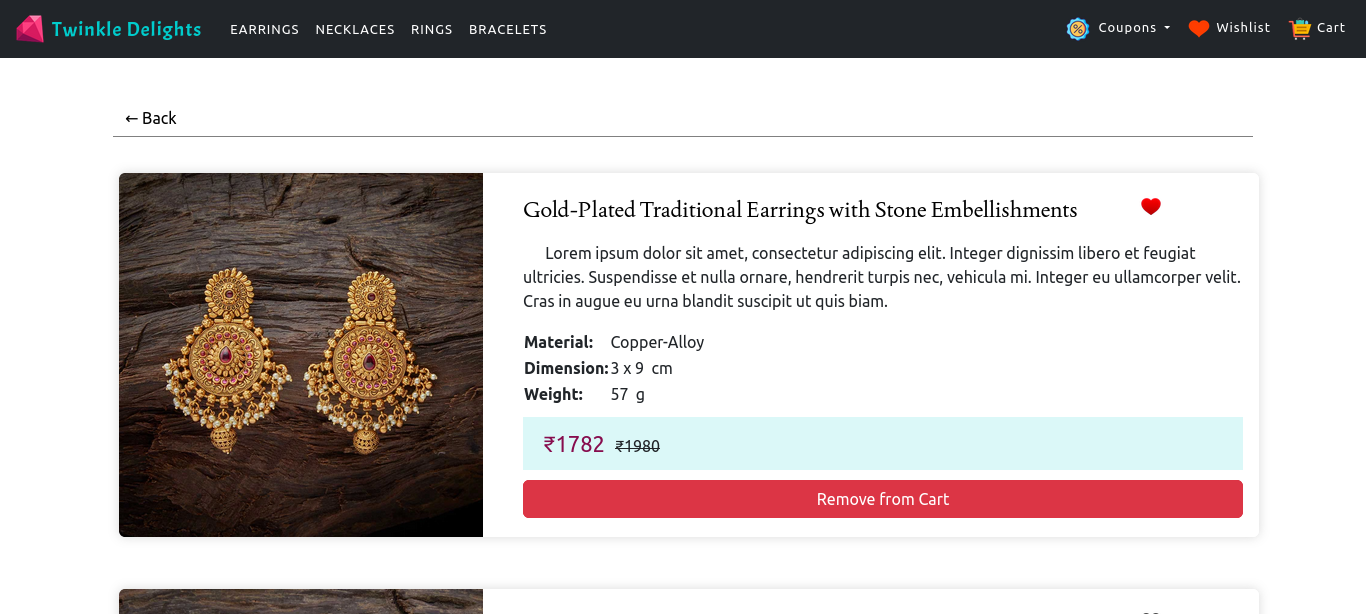 Twinkle Delights EARRINGS NECKLACES RINGS BRACELETS Coupons Wishlist Cart
← Back
Gold-Plated Traditional Earrings with Stone Embellishments
Lorem ipsum dolor sit amet, consectetur adipiscing elit. Integer dignissim libero et feugiat
ultricies. Suspendisse et nulla ornare, hendrerit turpis nec, vehicula mi. Integer eu ullamcorper velit.
Cras in augue eu urna blandit suscipit ut quis biam.
Material: Copper-Alloy
Dimension: 3 x 9 cm
Weight: 57 g
₹1782 ₹1980
Remove from Cart